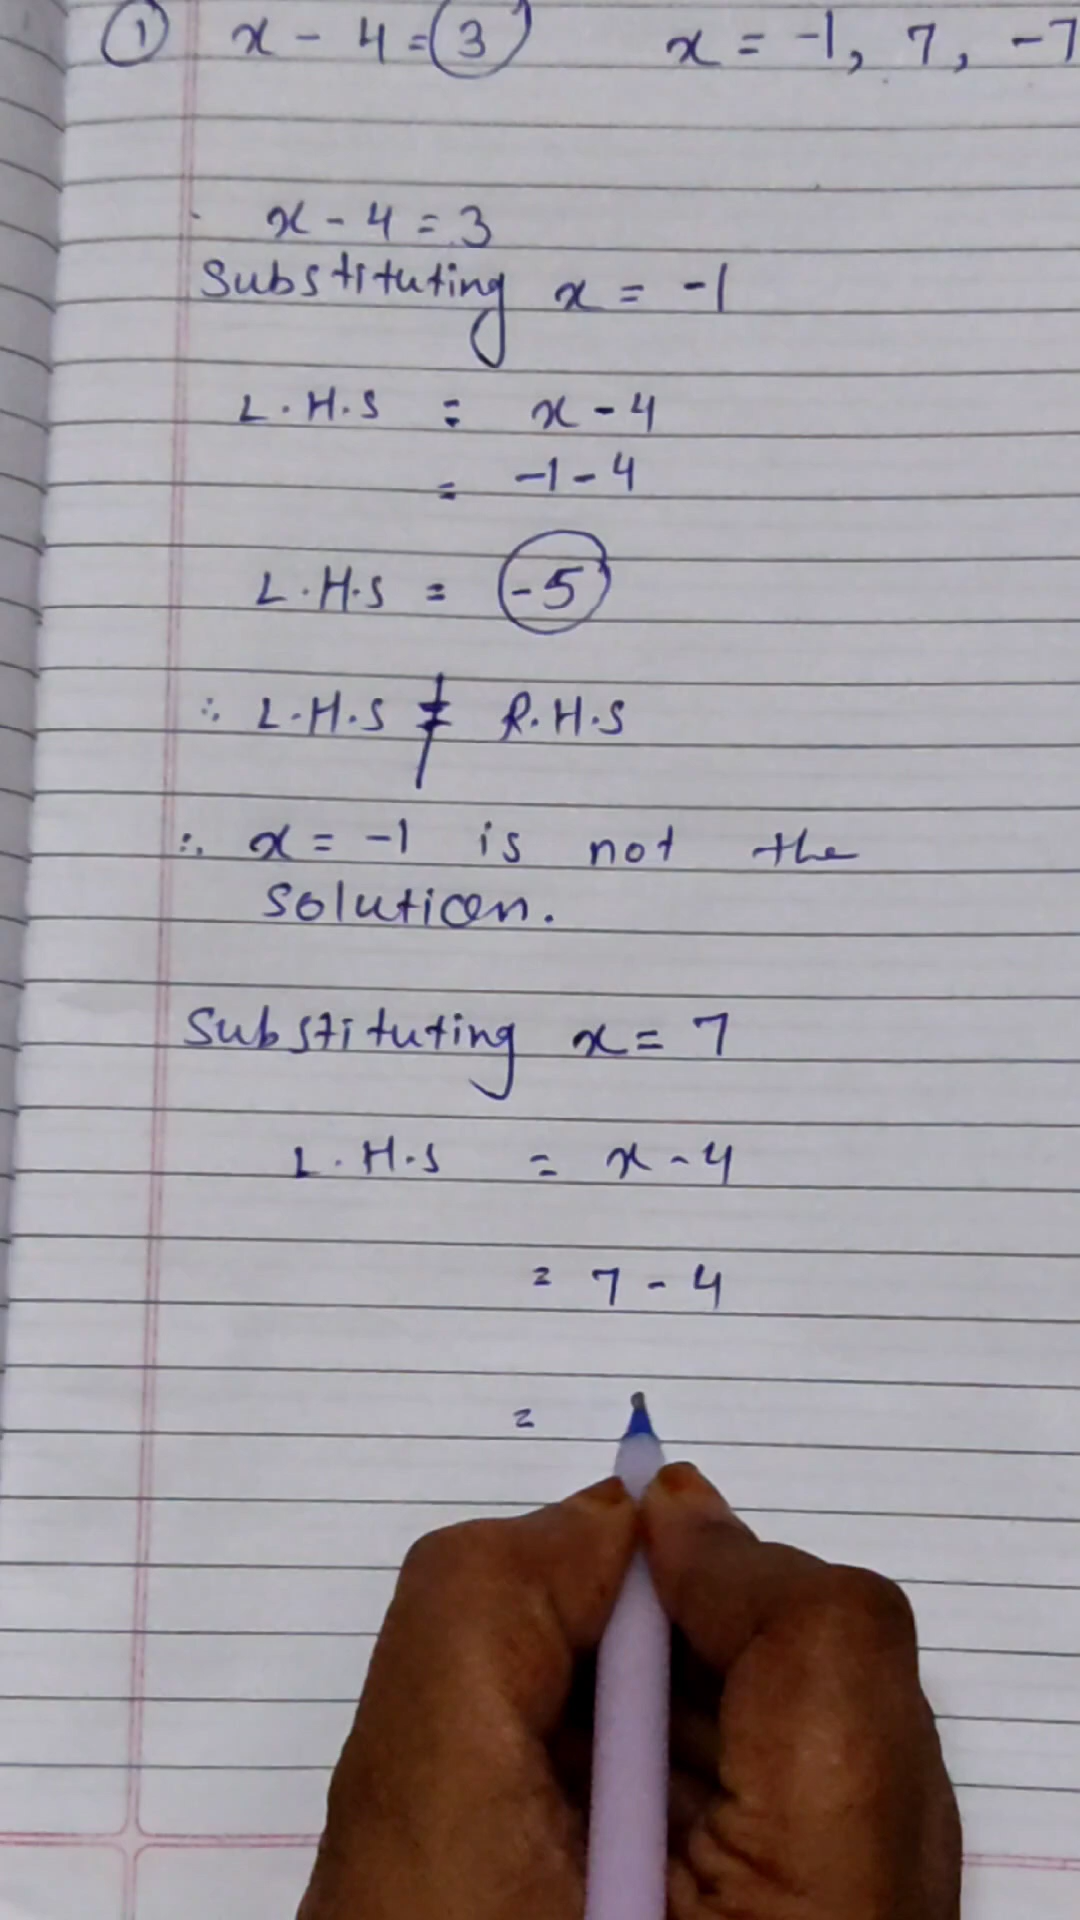 ① x - 4 = 3 x = -1, 7, -7
x - 4 = 3
Substituting x = -1
L.H.S = x - 4
= -1 - 4
L.H.S = -5
∴ L.H.S ≠ R.H.S
∴ x = -1 is not the
solution.
Substituting x = 7
L.H.S = x - 4
= 7 - 4
=